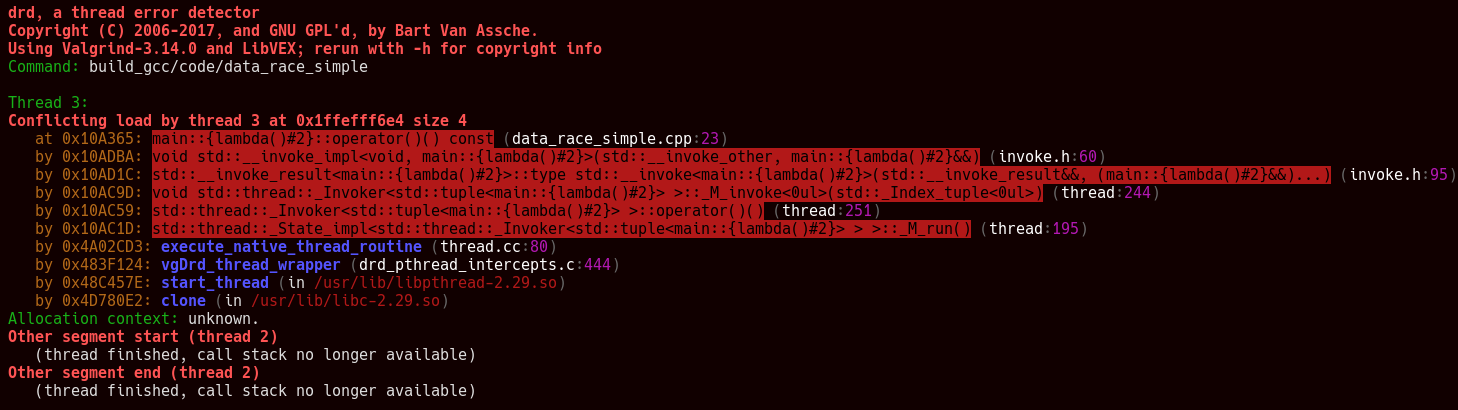 drd, a thread error detector
Copyright (C) 2006-2017, and GNU GPL'd, by Bart Van Assche.
Using Valgrind-3.14.0 and LibVEX; rerun with -h for copyright info
Command: build_gcc/code/data_race_simple
Thread 3:
Conflicting load by thread 3 at 0x1ffefff6e4 size 4
at 0x10A365: main::{lambda()#2}::operator()() const (data_race_simple.cpp:23)
by 0x10ADBA: void std::__invoke_impl<void, main::{lambda()#2}>(std::__invoke_other, main::{lambda()#2}&&) (invoke.h:60)
by 0x10AD1C: std::__invoke_result<main::{lambda()#2}>::type std::__invoke<main::{lambda()#2}>(std::__invoke_result&&, (main::{lambda()#2}&&)...) (invoke.h:95)
by 0x10AC9D: void std::thread::_Invoker<std::tuple<main::{lambda()#2}> >::_M_invoke<0ul>(std::_Index_tuple<0ul>) (thread:244)
by 0x10AC59: std::thread::_Invoker<std::tuple<main::{lambda()#2}> >::operator()() (thread:251)
by 0x10AC1D: std::thread::_State_impl<std::thread::_Invoker<std::tuple<main::{lambda()#2}> > >::_M_run() (thread:195)
by 0x4A02CD3: execute_native_thread_routine (thread.cc:80)
by 0x483F124: vgDrd_thread_wrapper (drd_pthread_intercepts.c:444)
by 0x48C457E: start_thread (in /usr/lib/libpthread-2.29.so)
by 0x4D780E2: clone (in /usr/lib/libc-2.29.so)
Allocation context: unknown.
Other segment start (thread 2)
(thread finished, call stack no longer available)
Other segment end (thread 2)
(thread finished, call stack no longer available)